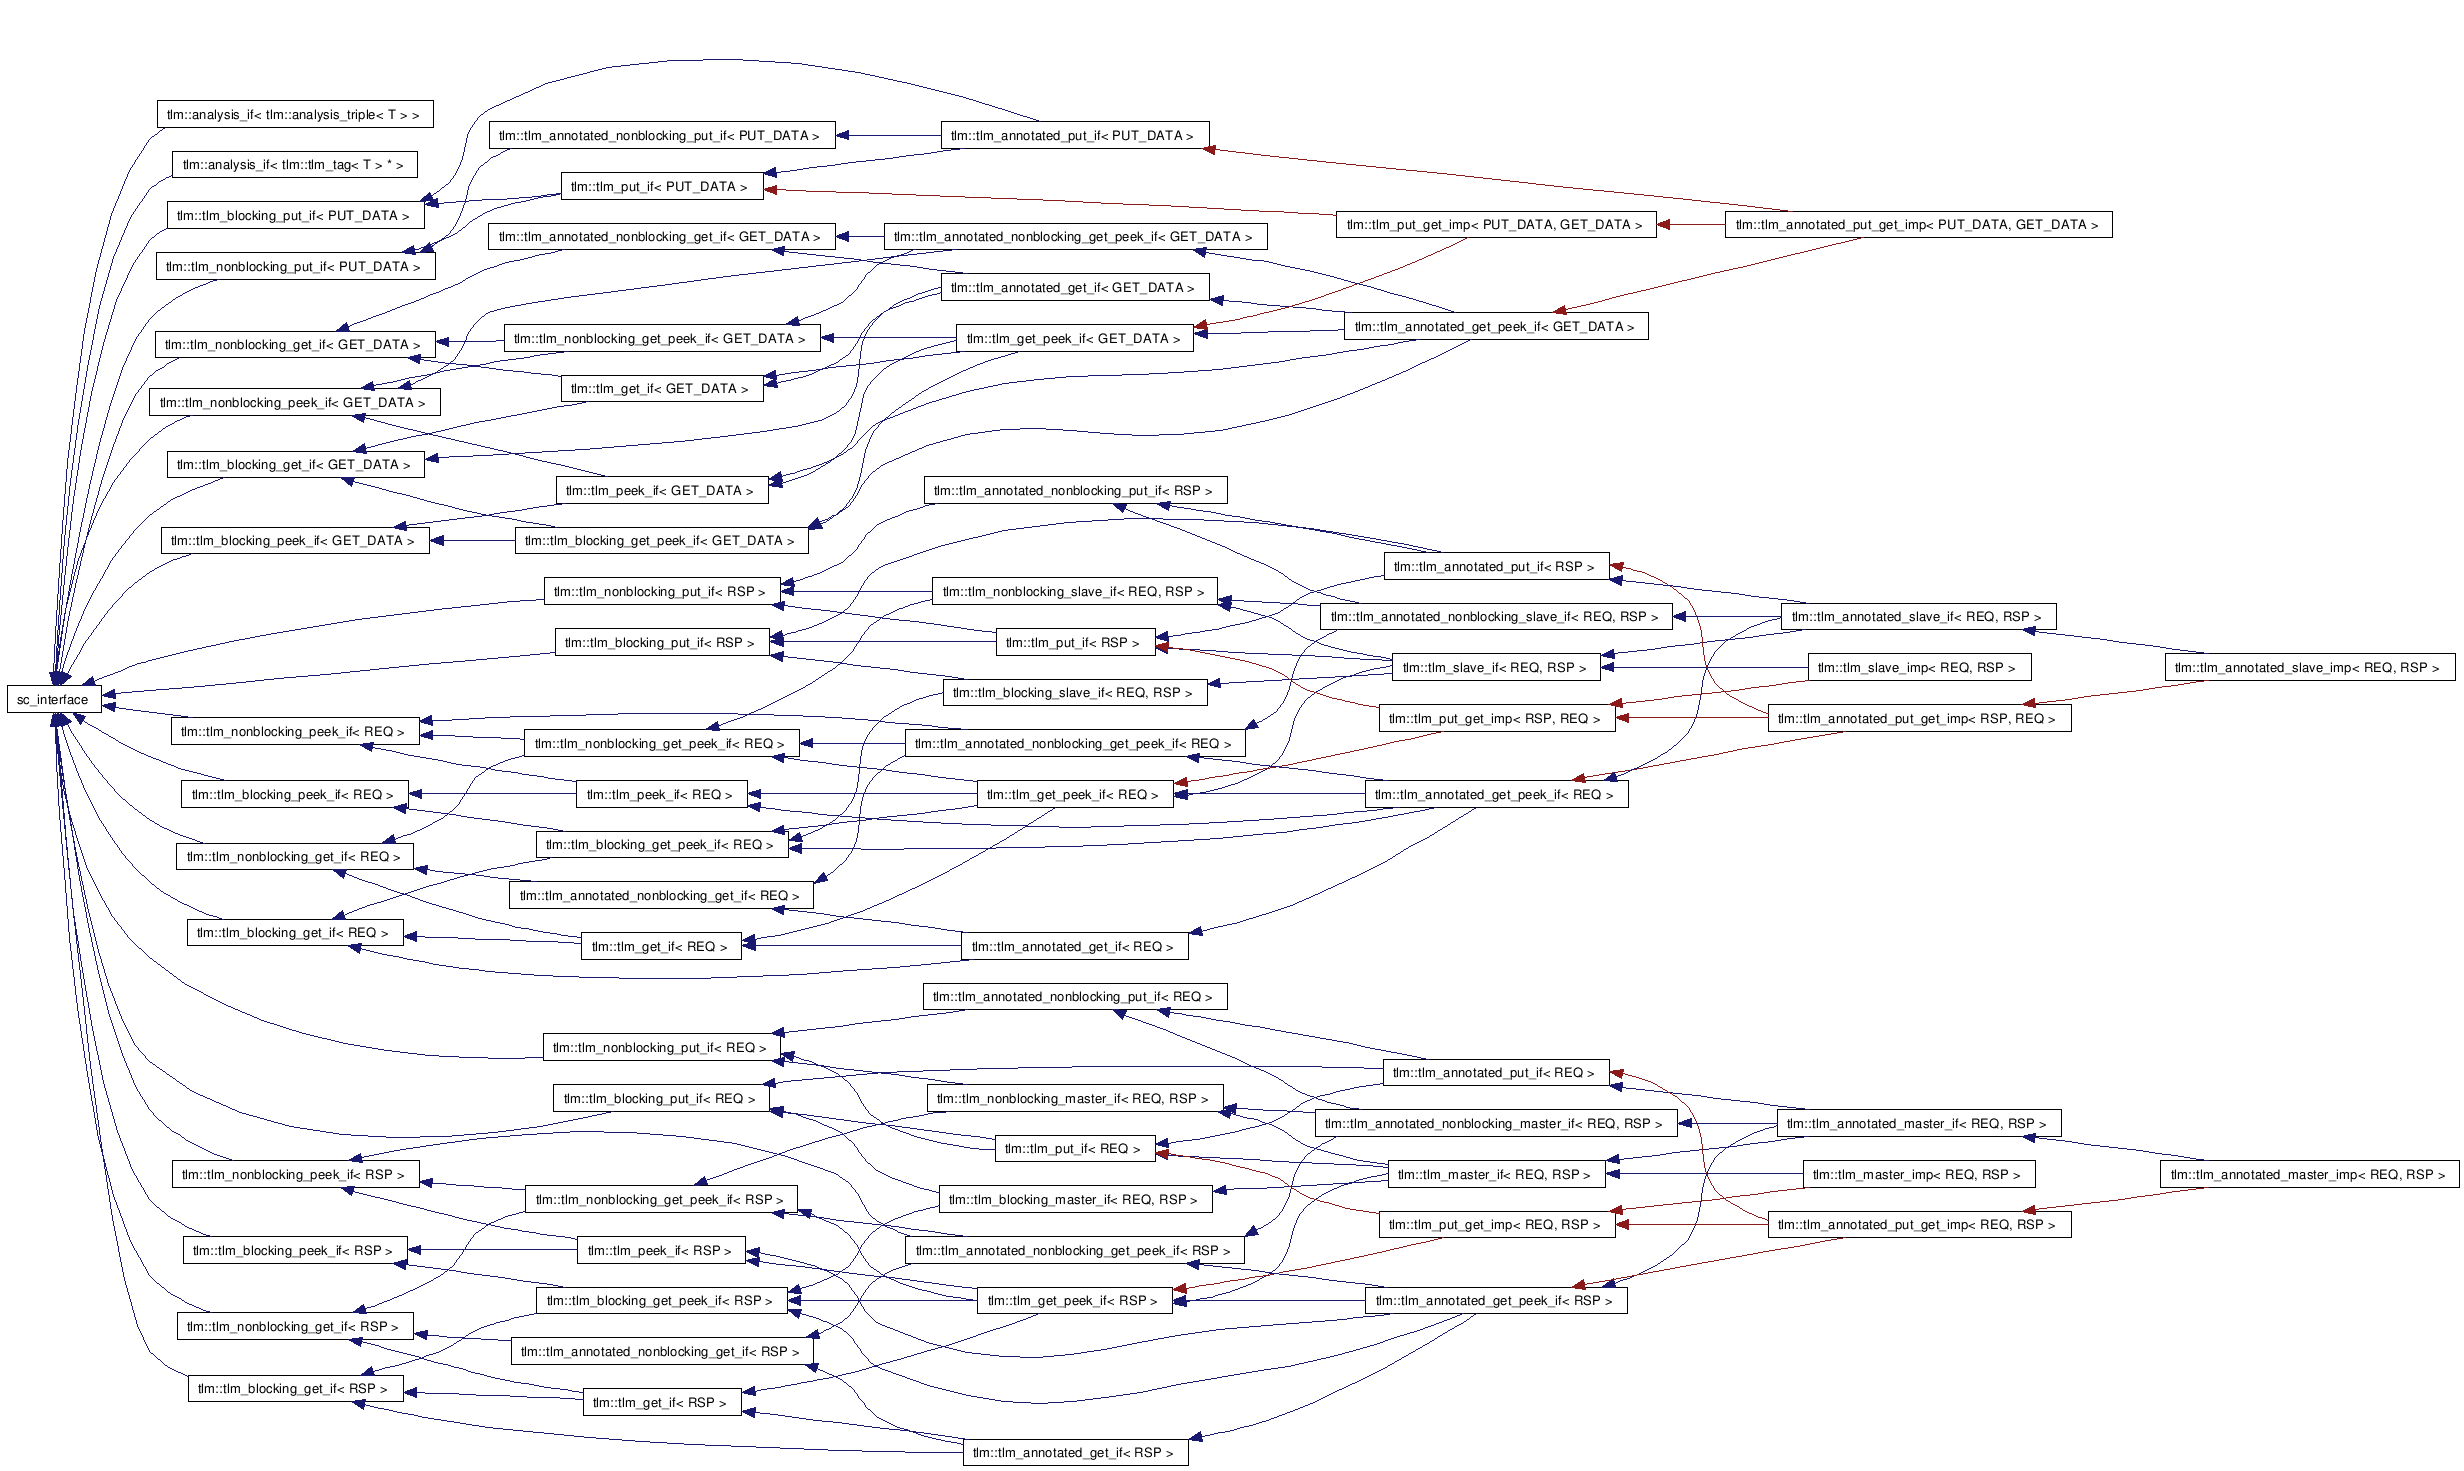 tlm::analysis_if< tlm::analysis_triple< T > >
tlm::analysis_if< tlm::tlm_tag< T > * >
tlm::tlm_blocking_put_if< PUT_DATA >
tlm::tlm_nonblocking_put_if< PUT_DATA >
tlm::tlm_nonblocking_get_if< GET_DATA >
tlm::tlm_nonblocking_peek_if< GET_DATA >
tlm::tlm_blocking_get_if< GET_DATA >
tlm::tlm_blocking_peek_if< GET_DATA >
sc_interface
tlm::tlm_nonblocking_peek_if< REQ >
tlm::tlm_blocking_peek_if< REQ >
tlm::tlm_nonblocking_get_if< REQ >
tlm::tlm_blocking_get_if< REQ >
tlm::tlm_nonblocking_peek_if< RSP >
tlm::tlm_blocking_peek_if< RSP >
tlm::tlm_nonblocking_get_if< RSP >
tlm::tlm_blocking_get_if< RSP >
tlm::tlm_annotated_nonblocking_put_if< PUT_DATA >
tlm::tlm_put_if< PUT_DATA >
tlm::tlm_annotated_nonblocking_get_if< GET_DATA >
tlm::tlm_nonblocking_get_peek_if< GET_DATA >
tlm::tlm_get_if< GET_DATA >
tlm::tlm_peek_if< GET_DATA >
tlm::tlm_blocking_get_peek_if< GET_DATA >
tlm::tlm_nonblocking_put_if< RSP >
tlm::tlm_blocking_put_if< RSP >
tlm::tlm_nonblocking_get_peek_if< REQ >
tlm::tlm_peek_if< REQ >
tlm::tlm_blocking_get_peek_if< REQ >
tlm::tlm_annotated_nonblocking_get_if< REQ >
tlm::tlm_get_if< REQ >
tlm::tlm_nonblocking_put_if< REQ >
tlm::tlm_blocking_put_if< REQ >
tlm::tlm_nonblocking_get_peek_if< RSP >
tlm::tlm_peek_if< RSP >
tlm::tlm_blocking_get_peek_if< RSP >
tlm::tlm_annotated_nonblocking_get_if< RSP >
tlm::tlm_get_if< RSP >
tlm::tlm_annotated_put_if< PUT_DATA >
tlm::tlm_annotated_nonblocking_get_peek_if< GET_DATA >
tlm::tlm_annotated_get_if< GET_DATA >
tlm::tlm_get_peek_if< GET_DATA >
tlm::tlm_annotated_nonblocking_put_if< RSP >
tlm::tlm_nonblocking_slave_if< REQ, RSP >
tlm::tlm_put_if< RSP >
tlm::tlm_blocking_slave_if< REQ, RSP >
tlm::tlm_annotated_nonblocking_get_peek_if< REQ >
tlm::tlm_get_peek_if< REQ >
tlm::tlm_annotated_get_if< REQ >
tlm::tlm_annotated_nonblocking_put_if< REQ >
tlm::tlm_nonblocking_master_if< REQ, RSP >
tlm::tlm_put_if< REQ >
tlm::tlm_blocking_master_if< REQ, RSP >
tlm::tlm_annotated_nonblocking_get_peek_if< RSP >
tlm::tlm_get_peek_if< RSP >
tlm::tlm_annotated_get_if< RSP >
tlm::tlm_put_get_imp< PUT_DATA, GET_DATA >
tlm::tlm_annotated_get_peek_if< GET_DATA >
tlm::tlm_annotated_put_if< RSP >
tlm::tlm_annotated_nonblocking_slave_if< REQ, RSP >
tlm::tlm_slave_if< REQ, RSP >
tlm::tlm_put_get_imp< RSP, REQ >
tlm::tlm_annotated_get_peek_if< REQ >
tlm::tlm_annotated_put_if< REQ >
tlm::tlm_annotated_nonblocking_master_if< REQ, RSP >
tlm::tlm_master_if< REQ, RSP >
tlm::tlm_put_get_imp< REQ, RSP >
tlm::tlm_annotated_get_peek_if< RSP >
tlm::tlm_annotated_put_get_imp< PUT_DATA, GET_DATA >
tlm::tlm_annotated_slave_if< REQ, RSP >
tlm::tlm_slave_imp< REQ, RSP >
tlm::tlm_annotated_put_get_imp< RSP, REQ >
tlm::tlm_annotated_master_if< REQ, RSP >
tlm::tlm_master_imp< REQ, RSP >
tlm::tlm_annotated_put_get_imp< REQ, RSP >
tlm::tlm_annotated_slave_imp< REQ, RSP >
tlm::tlm_annotated_master_imp< REQ, RSP >